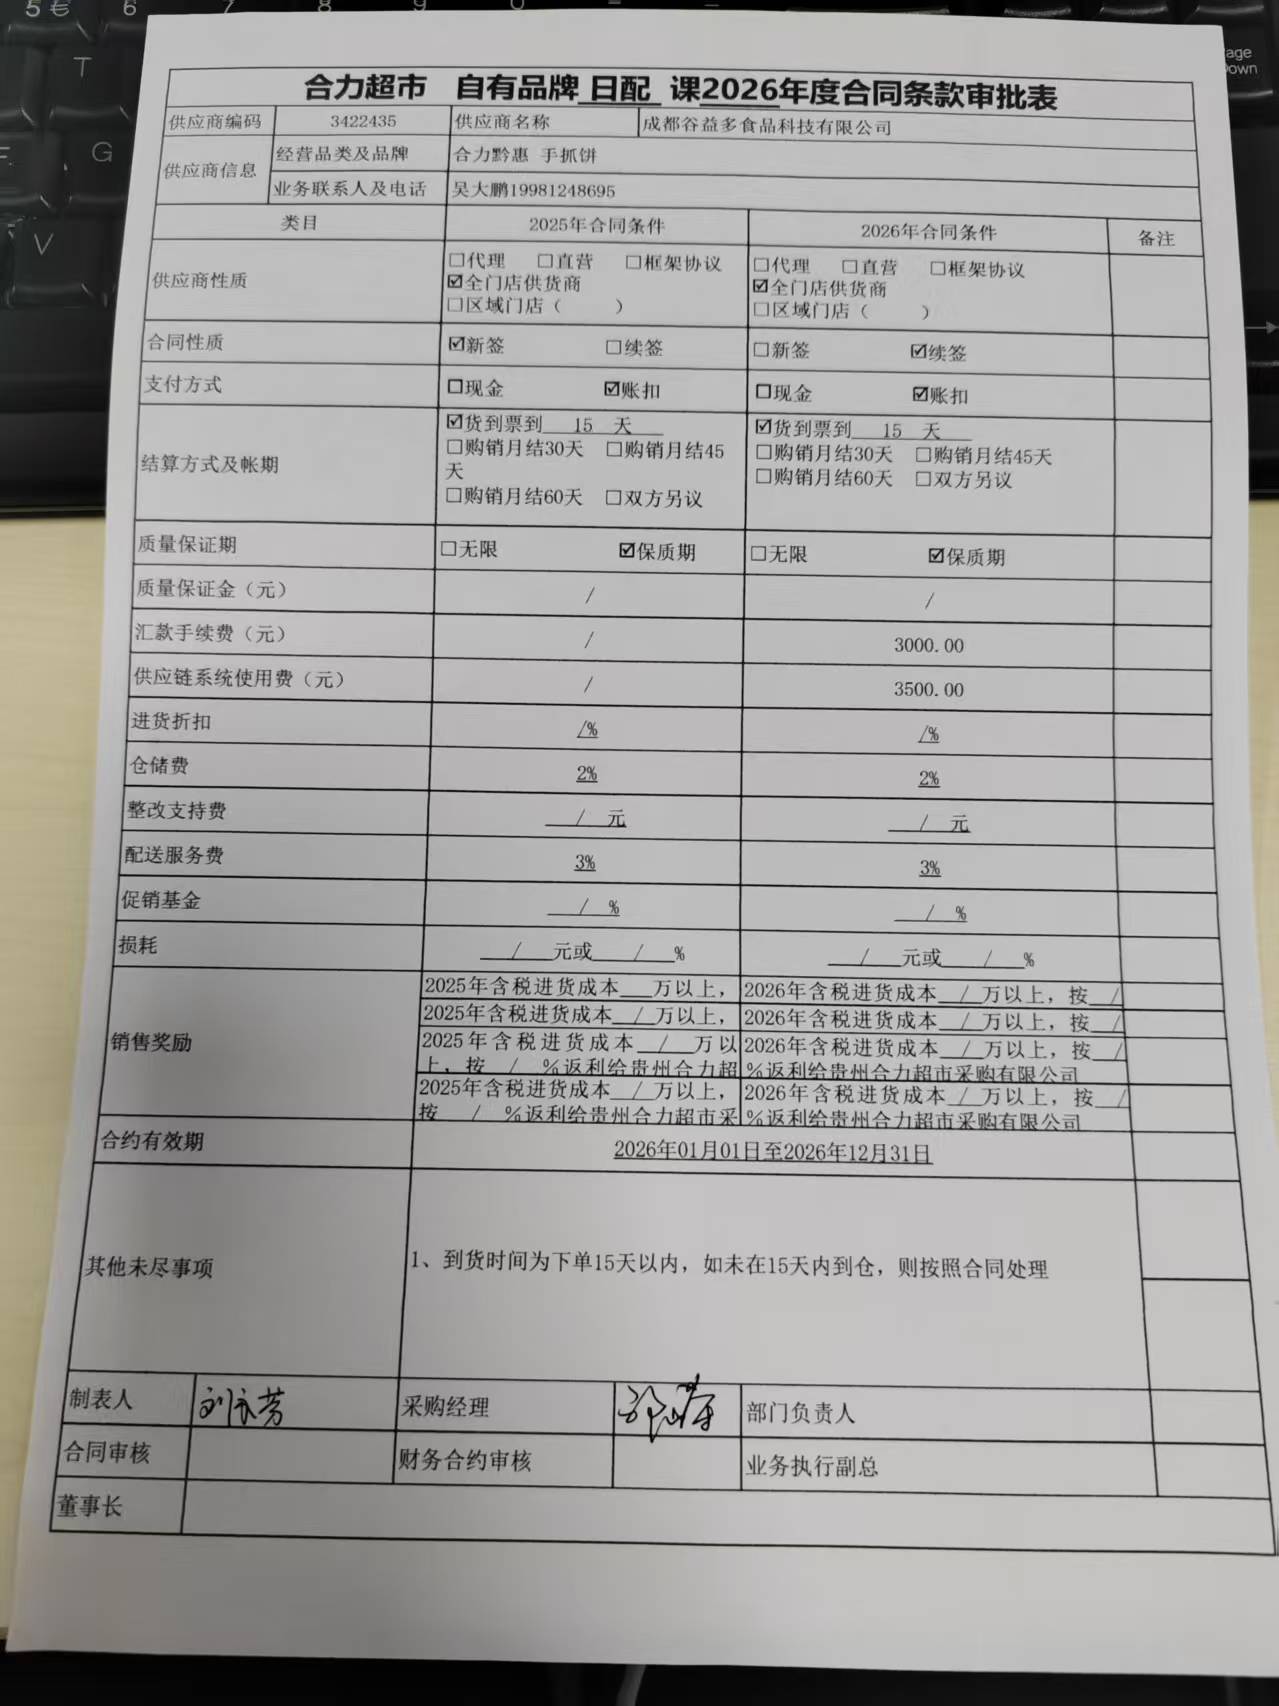 合力超市 自有品牌 日配 课2026年度合同条款审批表
供应商编码 3422435 供应商名称 成都谷益多食品科技有限公司
供应商信息 经营品类及品牌 合力黔惠 手抓饼
业务联系人及电话 吴大鹏19981248695
类目 2025年合同条件 2026年合同条件 备注
供应商性质
☐代理 ☐直营 ☐框架协议
☑全门店供货商
☐区域门店（ ）
☐代理 ☐直营 ☐框架协议
☑全门店供货商
☐区域门店（ ）
合同性质 ☑新签 ☐续签 ☐新签 ☑续签
支付方式 ☐现金 ☑账扣 ☐现金 ☑账扣
结算方式及帐期
☑货到票到 15 天
☐购销月结30天 ☐购销月结45
天
☐购销月结60天 ☐双方另议
☑货到票到 15 天
☐购销月结30天 ☐购销月结45天
☐购销月结60天 ☐双方另议
质量保证期 ☐无限 ☑保质期 ☐无限 ☑保质期
质量保证金（元） / /
汇款手续费（元） / 3000.00
供应链系统使用费（元） / 3500.00
进货折扣 /% /%
仓储费 2% 2%
整改支持费 / 元 / 元
配送服务费 3% 3%
促销基金 / % / %
损耗 / 元或 / % / 元或 / %
销售奖励
2025年含税进货成本___万以上，
2025年含税进货成本 / 万以上，
2025年含税进货成本 / 万以
上，按 / %返利给贵州合力超
2025年含税进货成本 / 万以上，
按 / %返利给贵州合力超市采
2026年含税进货成本 / 万以上，按 /
2026年含税进货成本 / 万以上，按 /
2026年含税进货成本 / 万以上，按 /
%返利给贵州合力超市采购有限公司
2026年含税进货成本 / 万以上，按 /
%返利给贵州合力超市采购有限公司
合约有效期 2026年01月01日至2026年12月31日
其他未尽事项 1、到货时间为下单15天以内，如未在15天内到仓，则按照合同处理
制表人 刘永芳 采购经理 部门负责人
合同审核 财务合约审核 业务执行副总
董事长